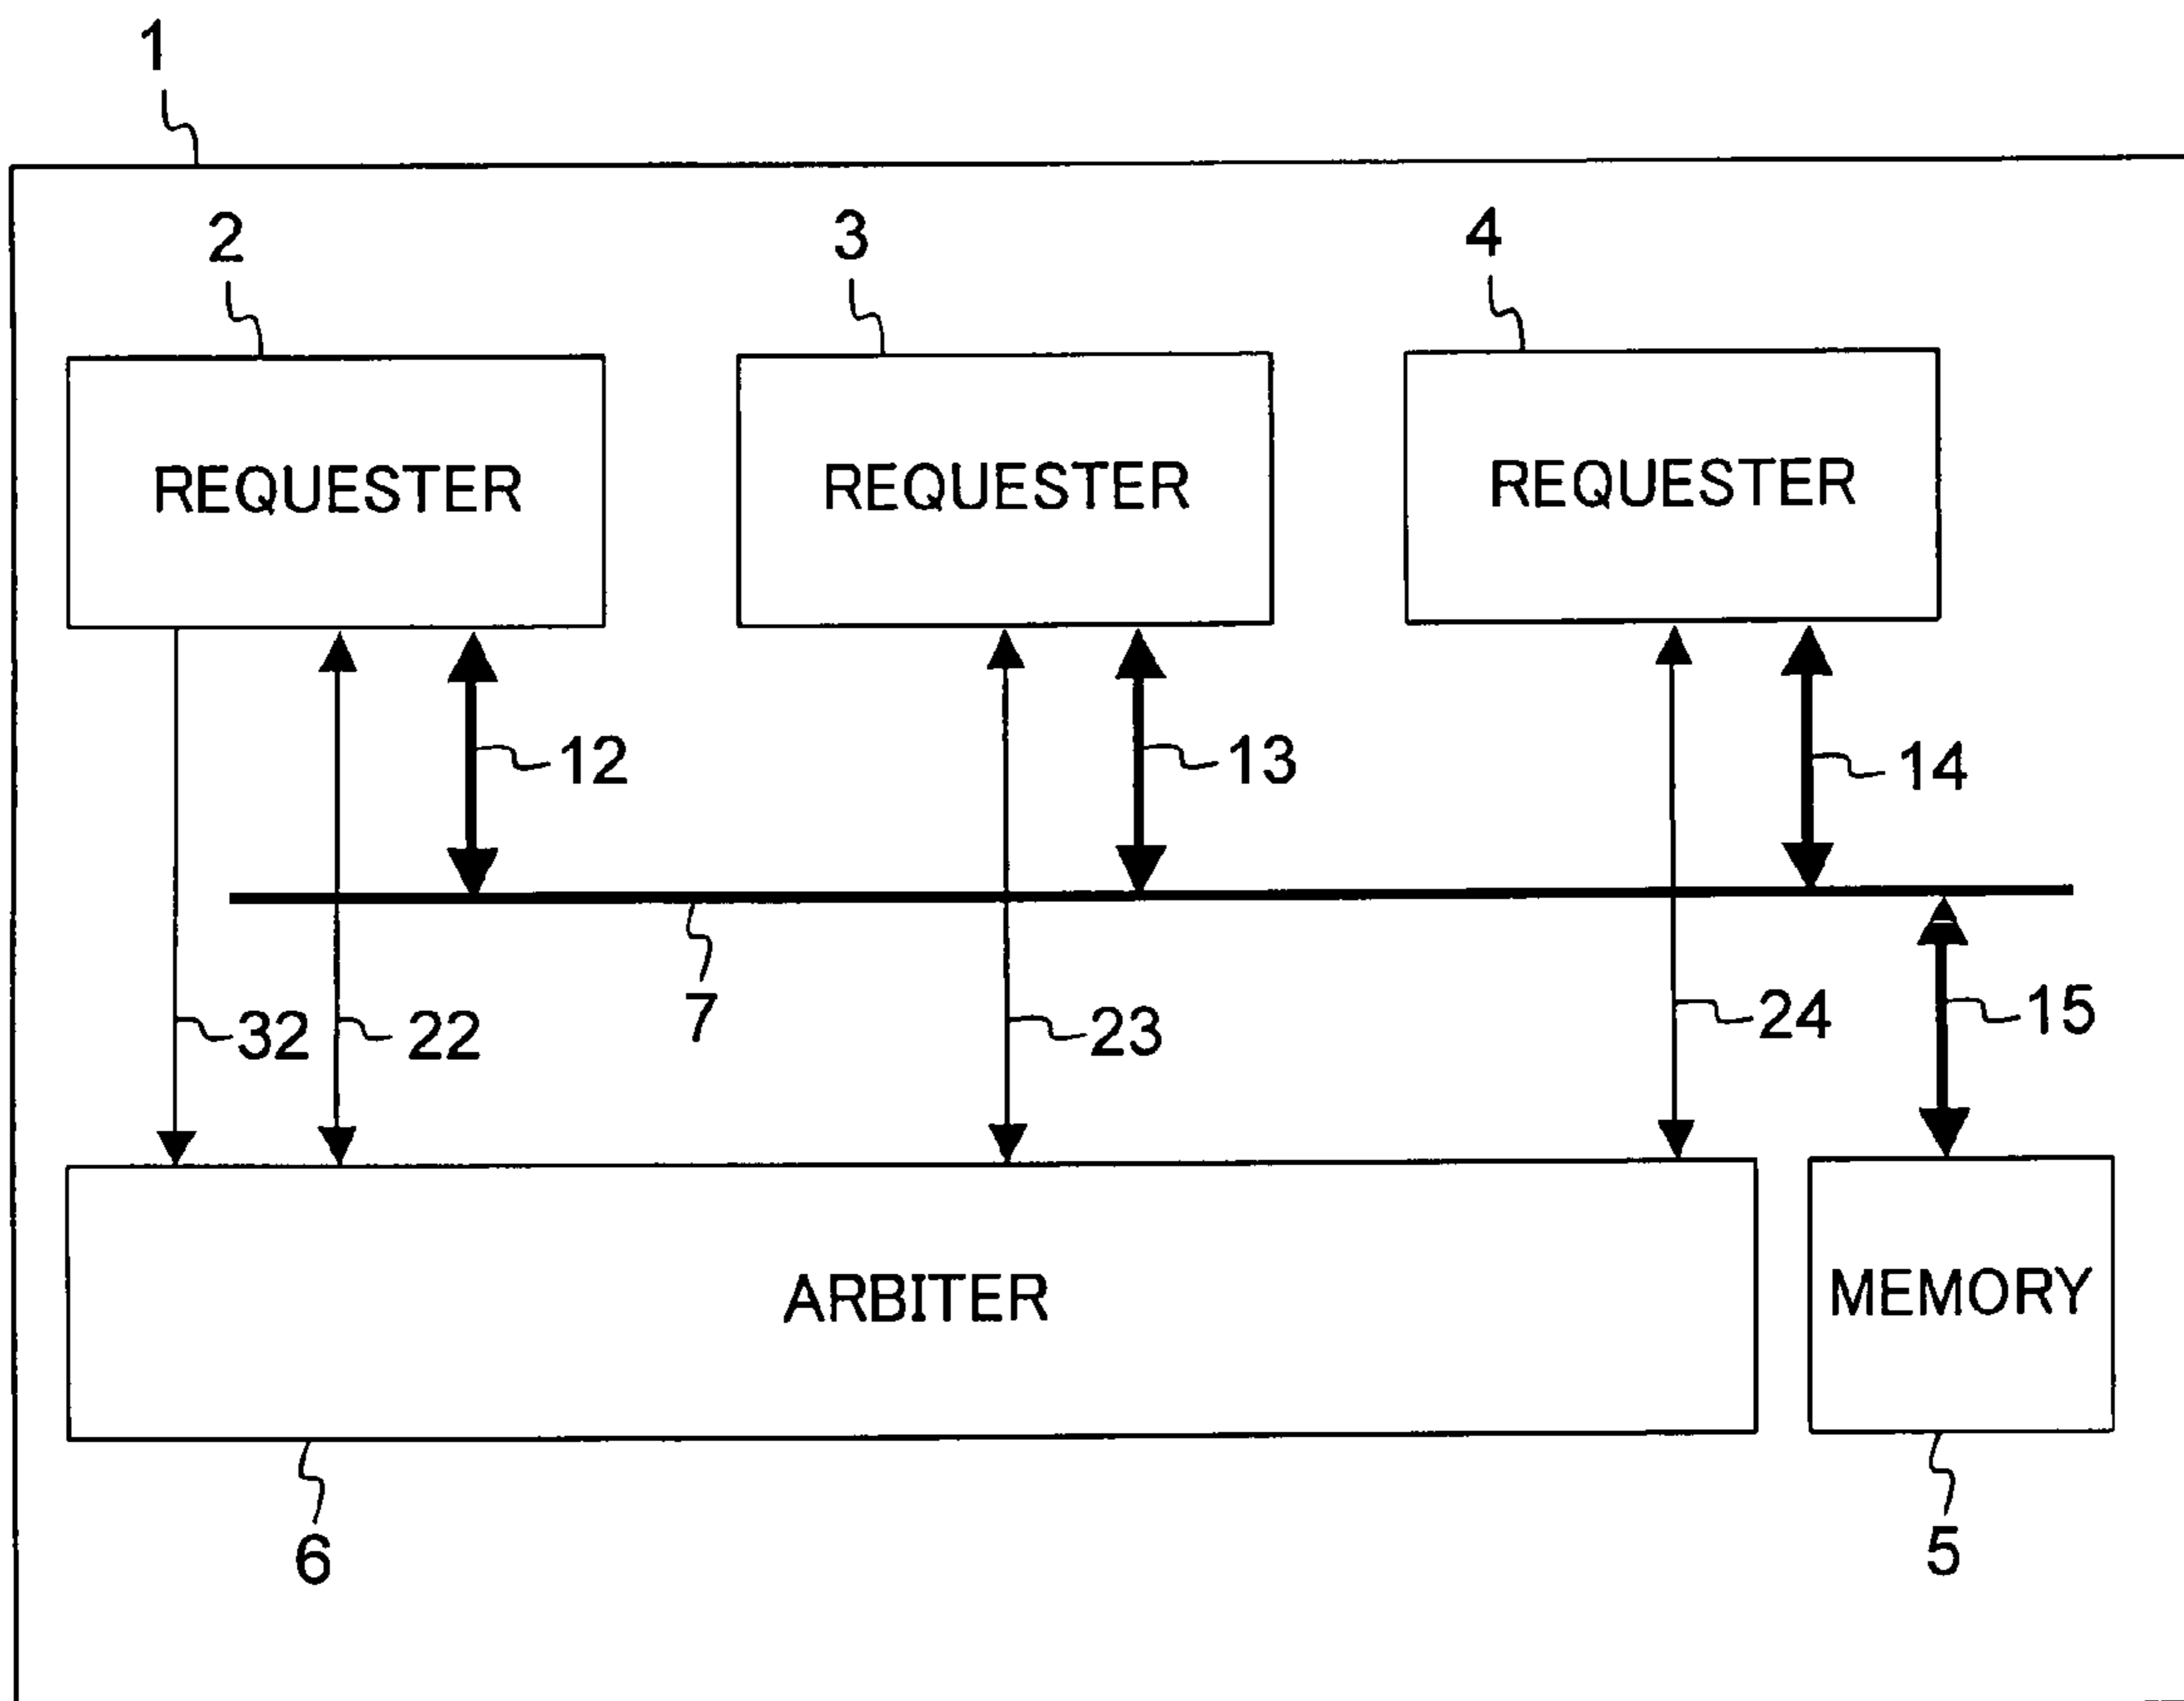 1
2 3 4
REQUESTER REQUESTER REQUESTER
12 13 14
32 22 7 23 24 15
ARBITER MEMORY
6 5